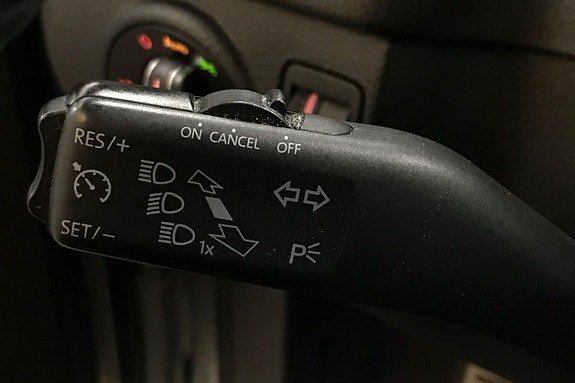 ON CANCEL OFF
RES/+
SET/−
1x
P